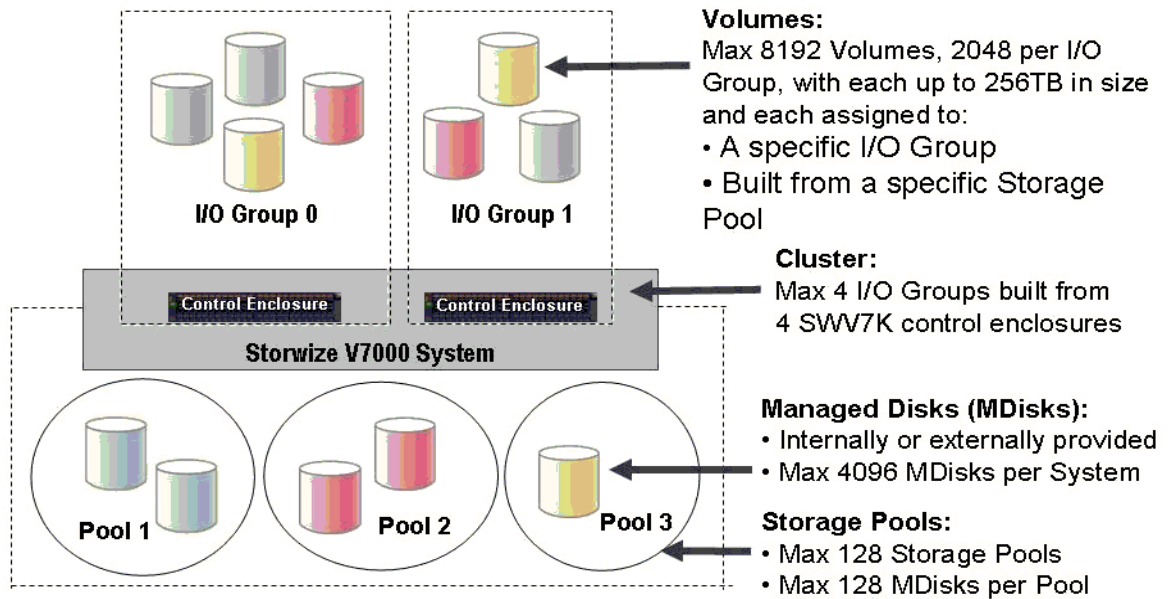 Volumes:
Max 8192 Volumes, 2048 per I/O
Group, with each up to 256TB in size
and each assigned to:
• A specific I/O Group
• Built from a specific Storage
Pool
I/O Group 0
I/O Group 1
Cluster:
Max 4 I/O Groups built from
4 SWV7K control enclosures
Control Enclosure
Control Enclosure
Storwize V7000 System
Managed Disks (MDisks):
• Internally or externally provided
• Max 4096 MDisks per System
Pool 1
Pool 2
Pool 3
Storage Pools:
• Max 128 Storage Pools
• Max 128 MDisks per Pool